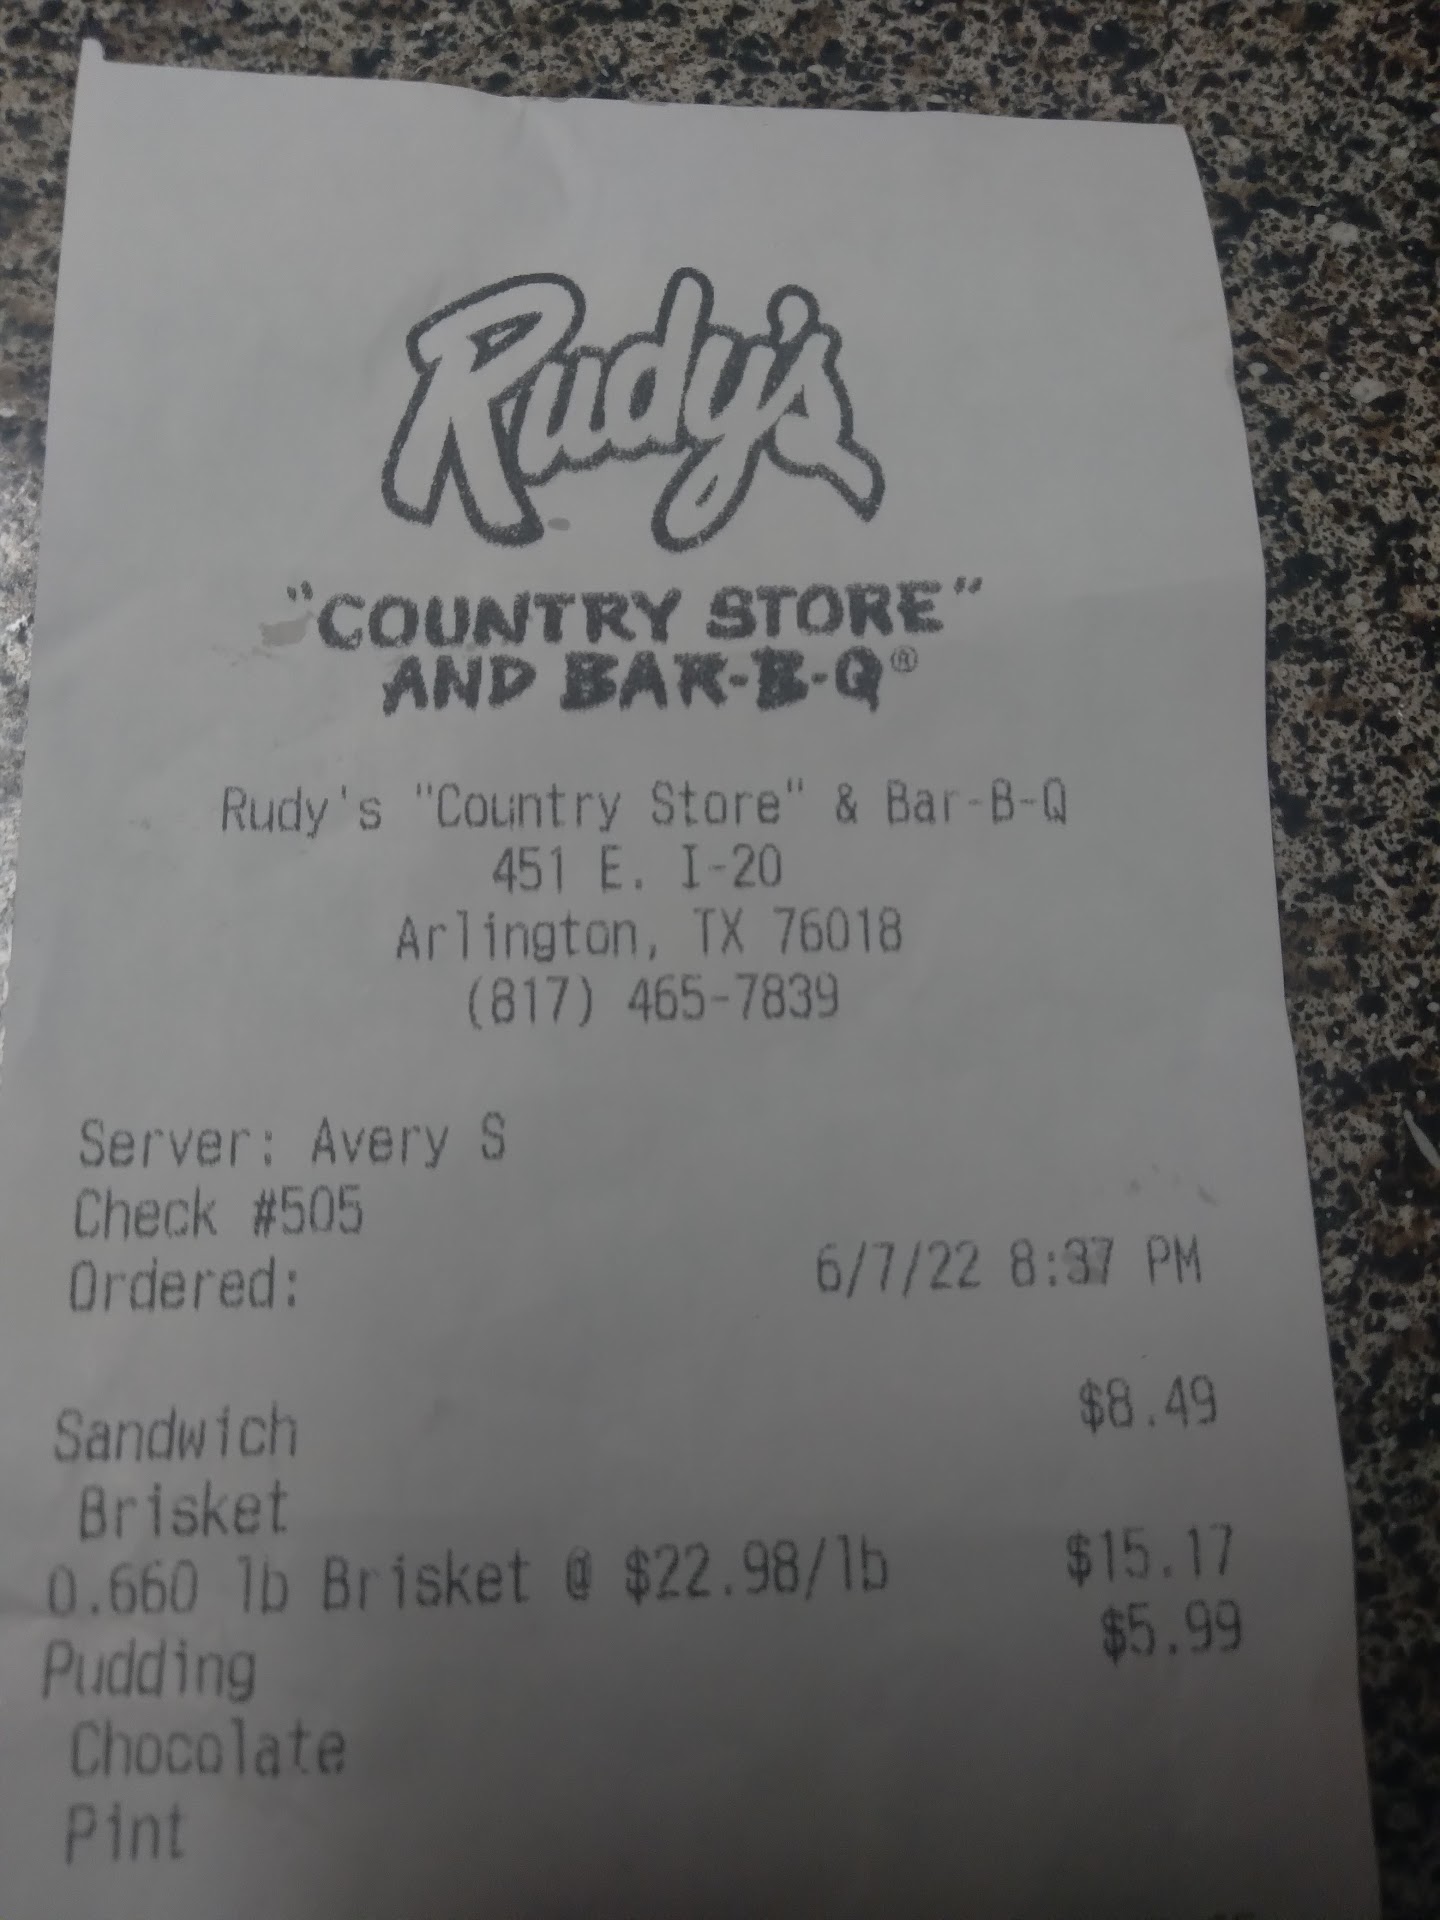 Rudy's
"COUNTRY STORE"
AND BAR-B-Q®
Rudy's "Country Store" & Bar-B-Q
451 E. I-20
Arlington, TX 76018
(817) 465-7839
Server: Avery S
Check #505
Ordered: 6/7/22 8:37 PM
Sandwich $8.49
Brisket
0.660 lb Brisket @ $22.98/lb $15.17
Pudding $5.99
Chocolate
Pint